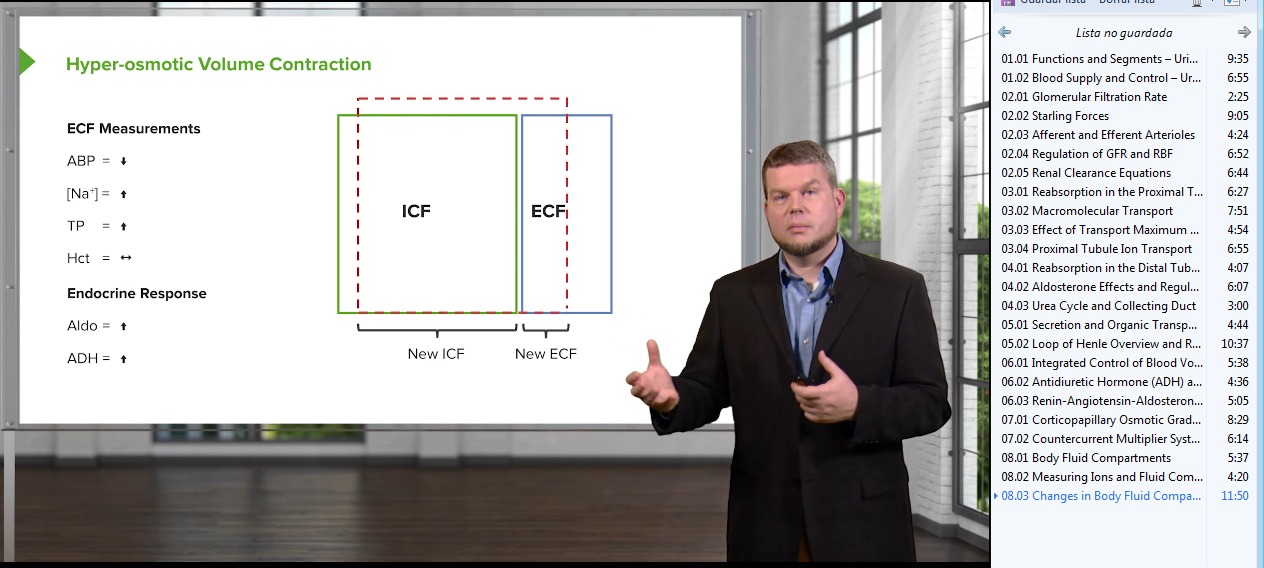 Guardar lista
Borrar lista
Lista no guardada
Hyper-osmotic Volume Contraction
ECF Measurements
ABP = ↓
[Na⁺] = ↑
TP = ↑
Hct = ↔
Endocrine Response
Aldo = ↑
ADH = ↑
ICF
ECF
New ICF
New ECF
01.01 Functions and Segments – Uri... 9:35
01.02 Blood Supply and Control – Ur... 6:55
02.01 Glomerular Filtration Rate 2:25
02.02 Starling Forces 9:05
02.03 Afferent and Efferent Arterioles 4:24
02.04 Regulation of GFR and RBF 6:52
02.05 Renal Clearance Equations 6:44
03.01 Reabsorption in the Proximal T... 6:27
03.02 Macromolecular Transport 7:51
03.03 Effect of Transport Maximum ... 4:54
03.04 Proximal Tubule Ion Transport 6:55
04.01 Reabsorption in the Distal Tub... 4:07
04.02 Aldosterone Effects and Regul... 6:07
04.03 Urea Cycle and Collecting Duct 3:00
05.01 Secretion and Organic Transp... 4:44
05.02 Loop of Henle Overview and R... 10:37
06.01 Integrated Control of Blood Vo... 5:38
06.02 Antidiuretic Hormone (ADH) a... 4:36
06.03 Renin-Angiotensin-Aldosteron... 5:05
07.01 Corticopapillary Osmotic Grad... 8:29
07.02 Countercurrent Multiplier Syst... 6:14
08.01 Body Fluid Compartments 5:37
08.02 Measuring Ions and Fluid Com... 4:20
08.03 Changes in Body Fluid Compa... 11:50